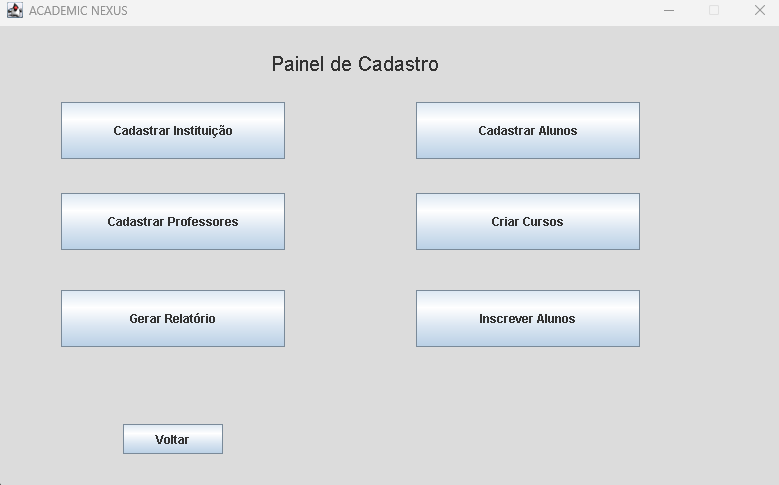 ACADEMIC NEXUS
Painel de Cadastro
Cadastrar Instituição
Cadastrar Alunos
Cadastrar Professores
Criar Cursos
Gerar Relatório
Inscrever Alunos
Voltar